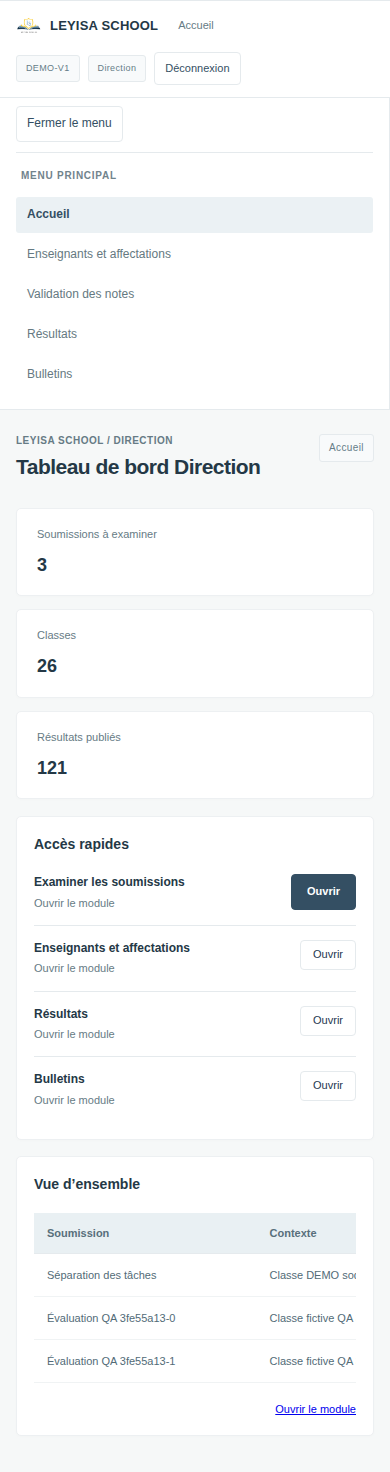 LEYISA SCHOOL Accueil
DEMO-V1 Direction Déconnexion
Fermer le menu
MENU PRINCIPAL
Accueil
Enseignants et affectations
Validation des notes
Résultats
Bulletins
LEYISA SCHOOL / DIRECTION
Accueil
Tableau de bord Direction
Soumissions à examiner
3
Classes
26
Résultats publiés
121
Accès rapides
Examiner les soumissions
Ouvrir le module
Ouvrir
Enseignants et affectations
Ouvrir le module
Ouvrir
Résultats
Ouvrir le module
Ouvrir
Bulletins
Ouvrir le module
Ouvrir
Vue d’ensemble
Soumission Contexte
Séparation des tâches Classe DEMO
Évaluation QA 3fe55a13-0 Classe fictive QA
Évaluation QA 3fe55a13-1 Classe fictive QA
Ouvrir le module